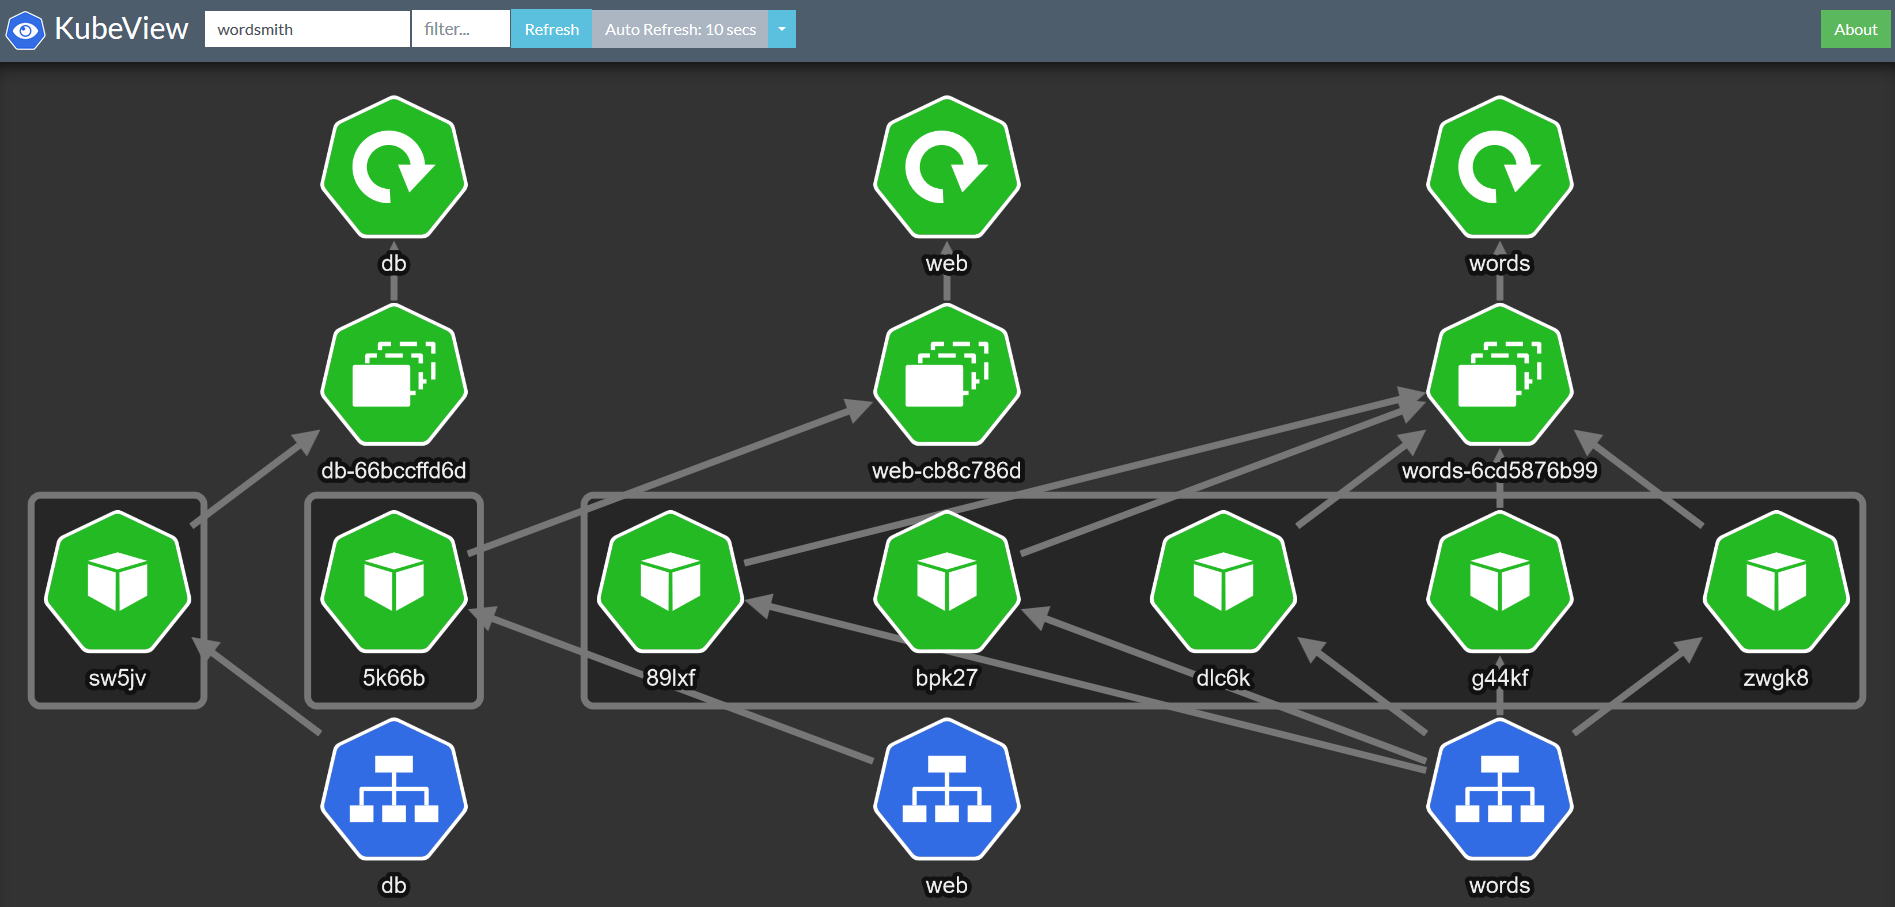 KubeView
wordsmith
filter...
Refresh
Auto Refresh: 10 secs
About
db
web
words
db-66bccffd6d
web-cb8c786d
words-6cd5876b99
sw5jv
5k66b
89lxf
bpk27
dlc6k
g44kf
zwgk8
db
web
words